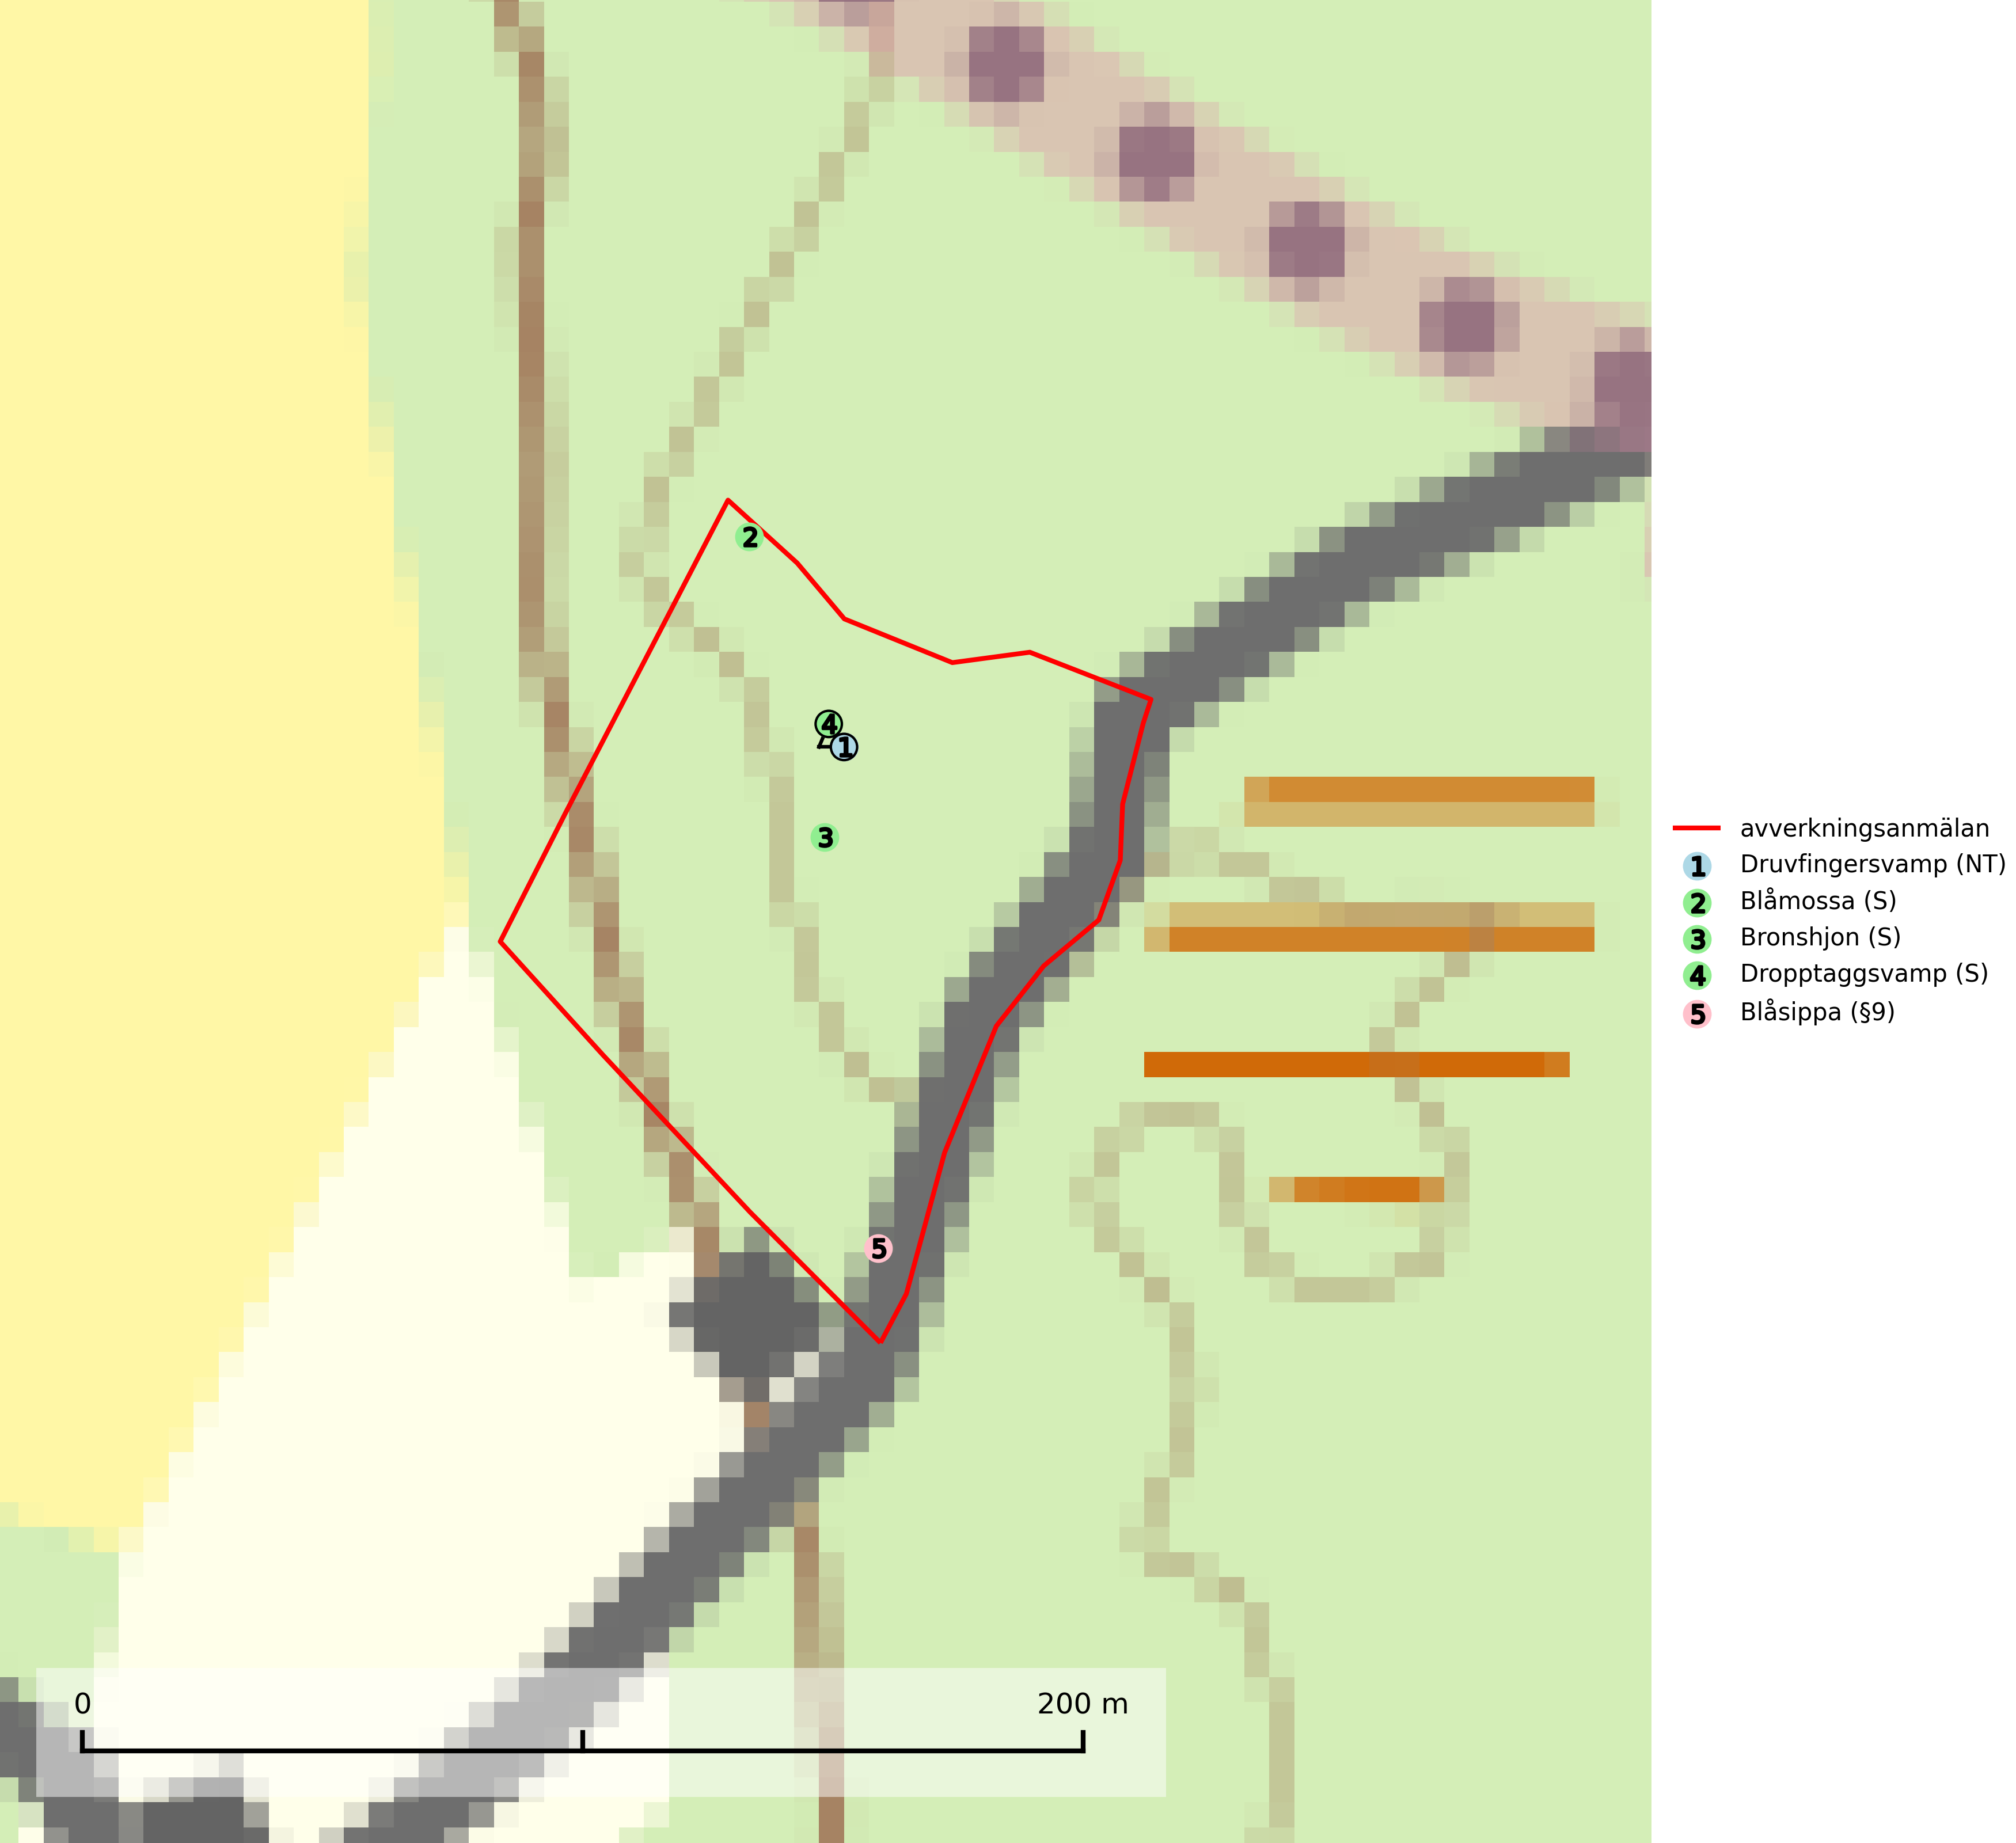 2
4
1
3
5
0
200 m
avverkningsanmälan
1 Druvfingersvamp (NT)
2 Blåmossa (S)
3 Bronshjon (S)
4 Dropptaggsvamp (S)
5 Blåsippa (§9)